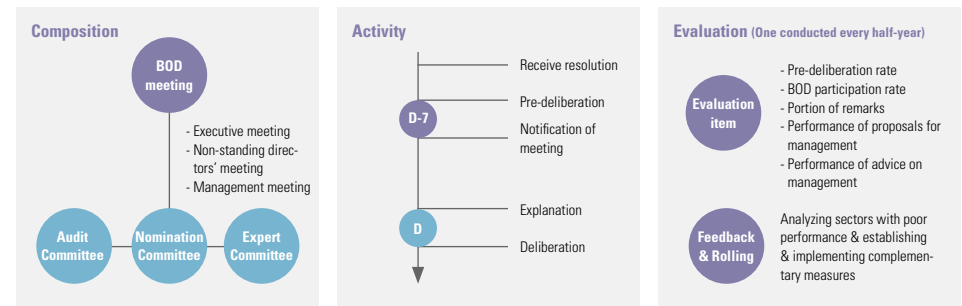 Composition
BOD
meeting
- Executive meeting
- Non-standing direc-
tors' meeting
- Management meeting
Audit
Committee
Nomination
Committee
Expert
Committee
Activity
Receive resolution
Pre-deliberation
D-7
Notification of
meeting
Explanation
D
Deliberation
Evaluation (One conducted every half-year)
Evaluation
item
- Pre-deliberation rate
- BOD participation rate
- Portion of remarks
- Performance of proposals for
management
- Performance of advice on
management
Feedback
& Rolling
Analyzing sectors with poor
performance & establishing
& implementing complemen-
tary measures